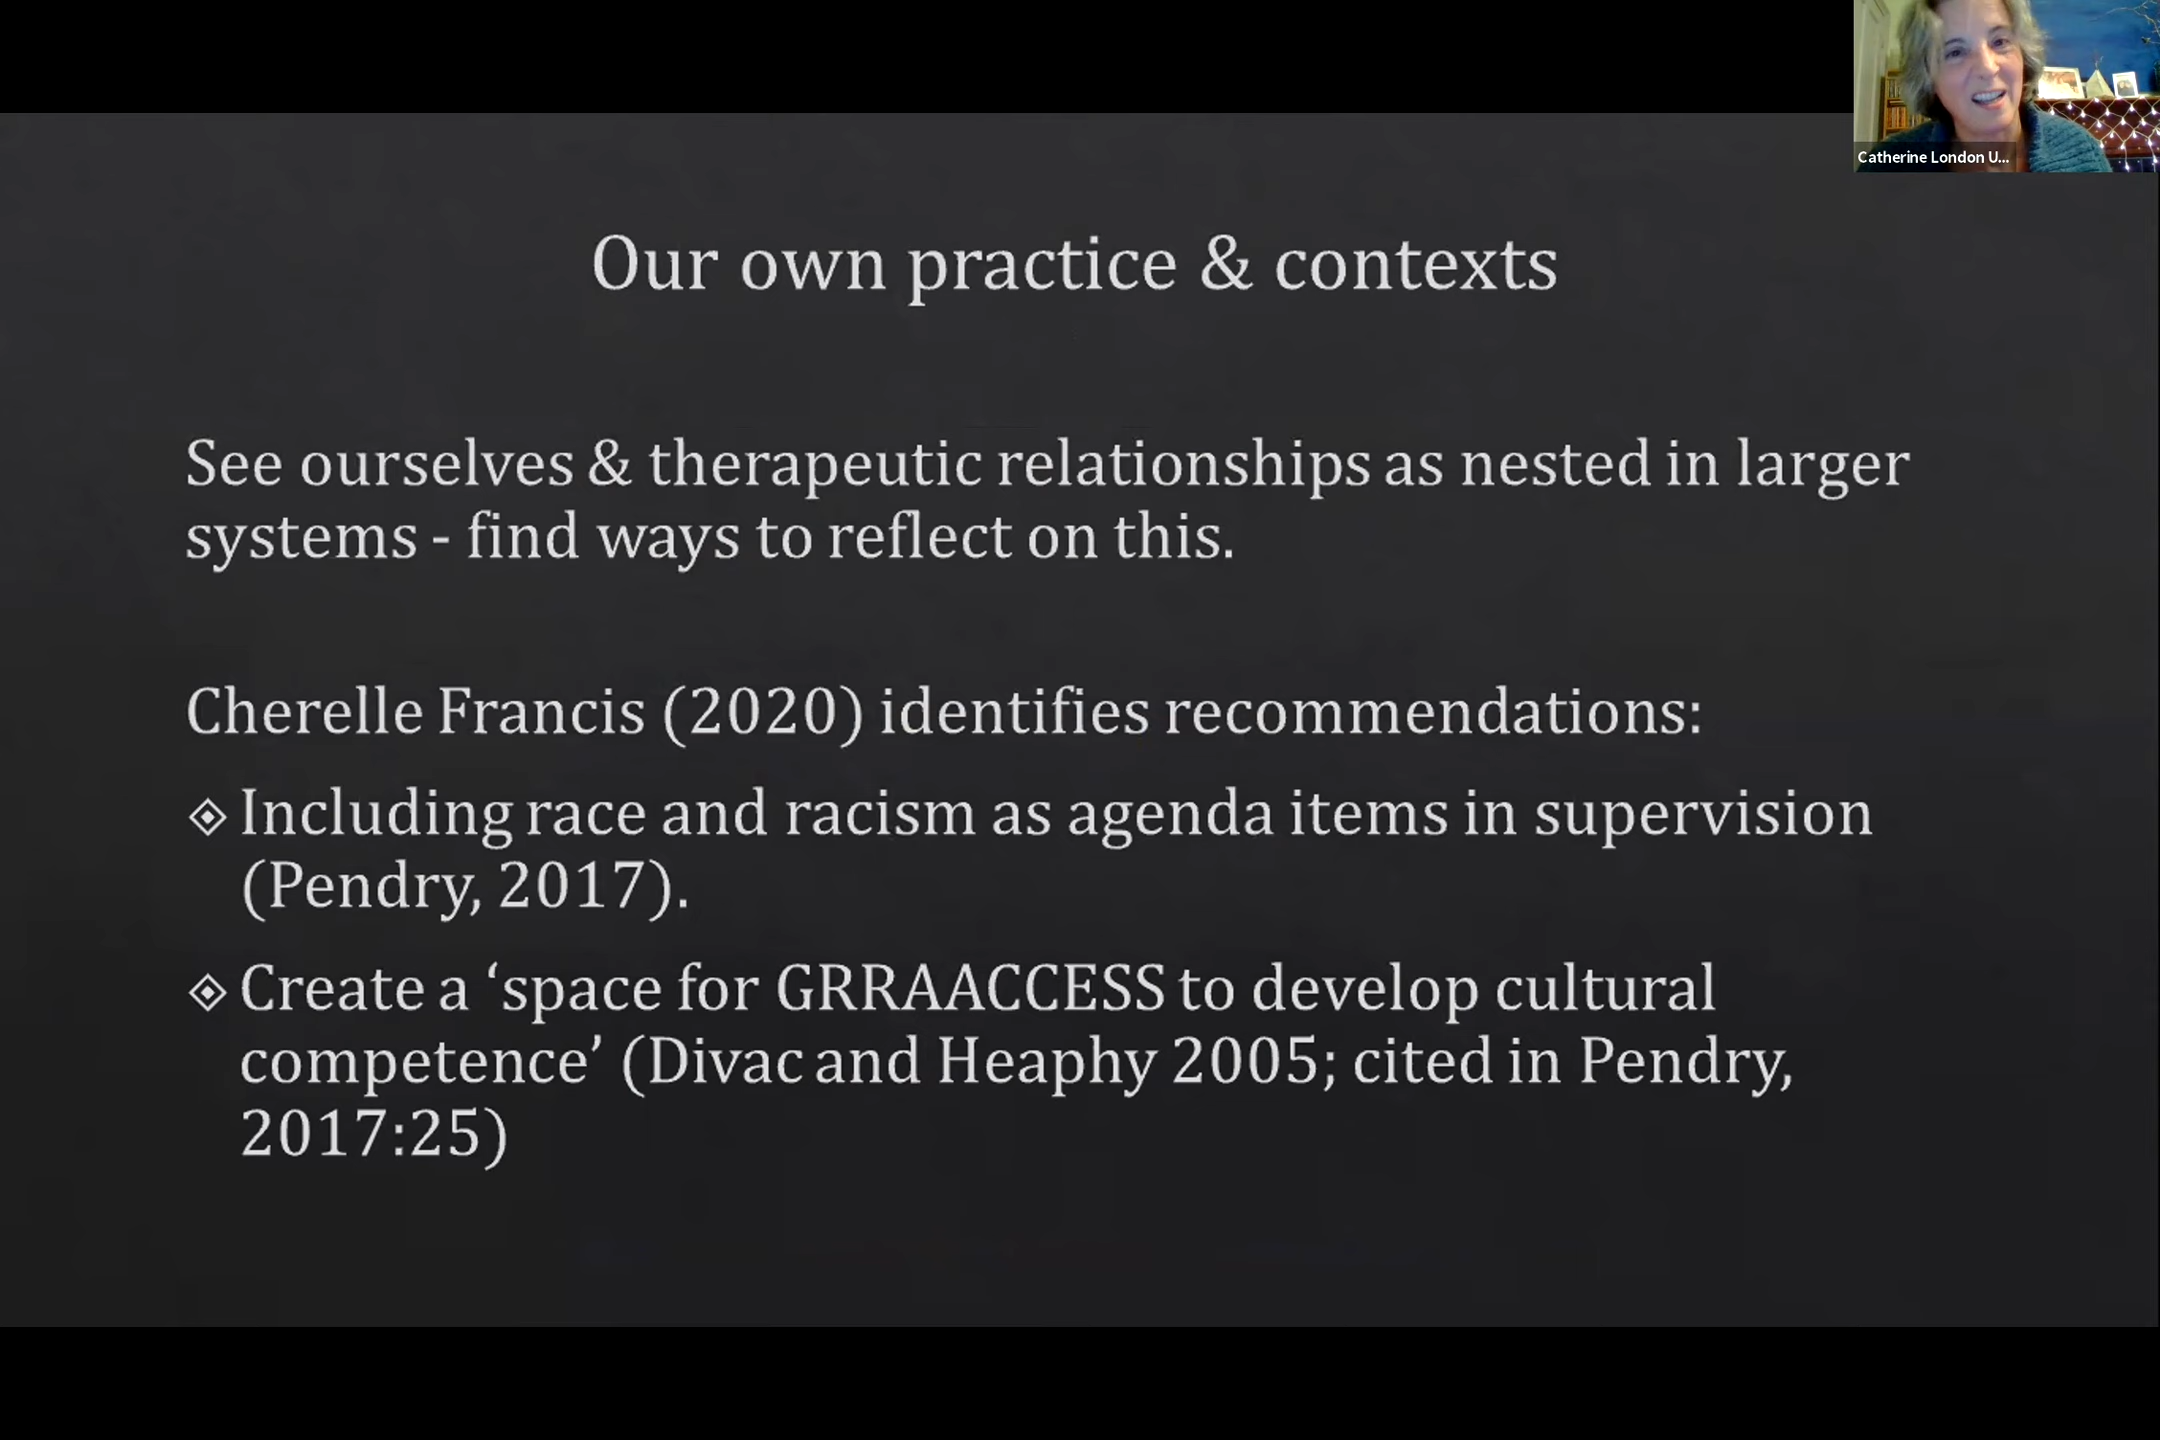 Catherine London U...
Our own practice & contexts
See ourselves & therapeutic relationships as nested in larger
systems - find ways to reflect on this.
Cherelle Francis (2020) identifies recommendations:
Including race and racism as agenda items in supervision
(Pendry, 2017).
Create a ‘space for GRRAACCESS to develop cultural
competence’ (Divac and Heaphy 2005; cited in Pendry,
2017:25)